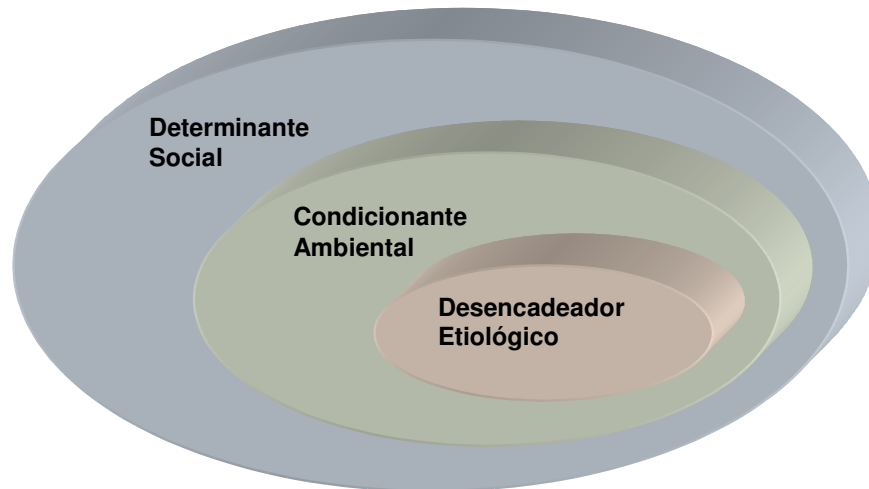 Determinante
Social
Condicionante
Ambiental
Desencadeador
Etiológico